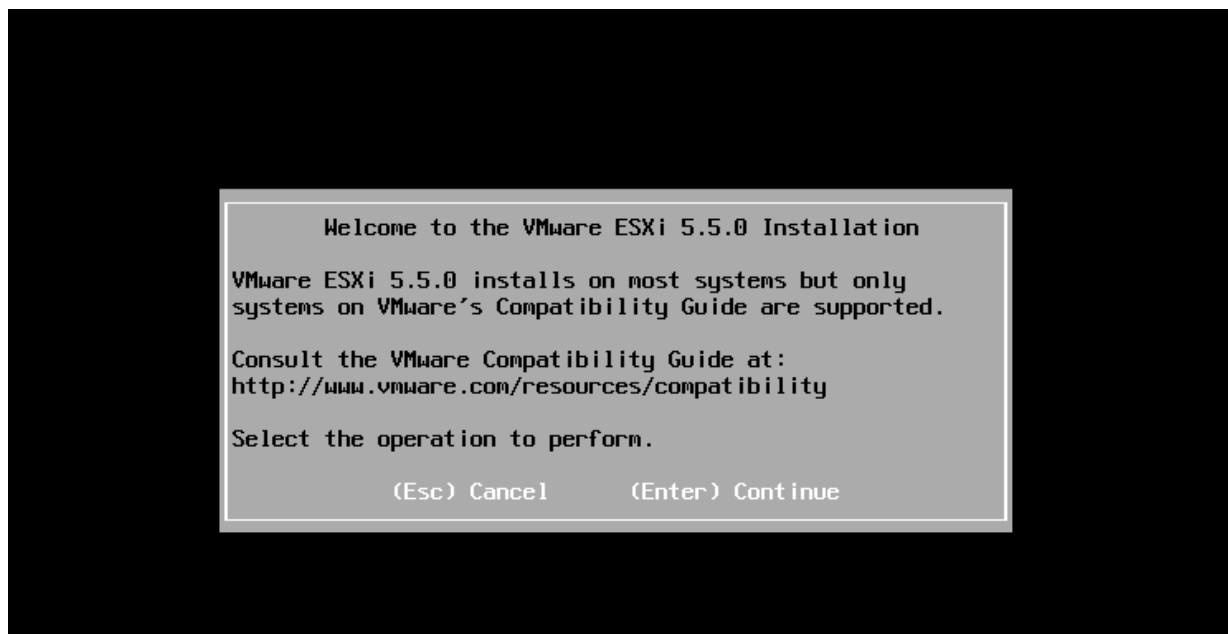 Welcome to the VMware ESXi 5.5.0 Installation
VMware ESXi 5.5.0 installs on most systems but only
systems on VMware's Compatibility Guide are supported.
Consult the VMware Compatibility Guide at:
http://www.vmware.com/resources/compatibility
Select the operation to perform.
(Esc) Cancel (Enter) Continue